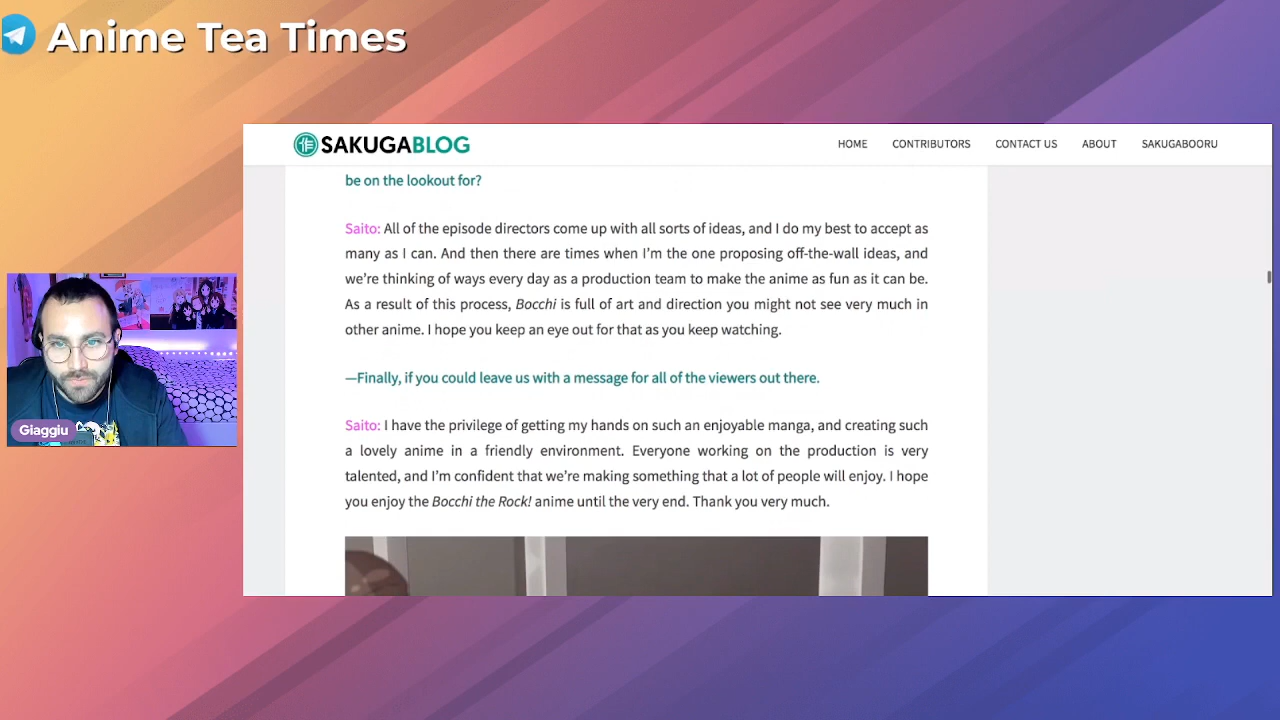 Anime Tea Times
SAKUGABLOG
HOME
CONTRIBUTORS
CONTACT US
ABOUT
SAKUGABOORU
be on the lookout for?
Saito: All of the episode directors come up with all sorts of ideas, and I do my best to accept as
many as I can. And then there are times when I’m the one proposing off-the-wall ideas, and
we’re thinking of ways every day as a production team to make the anime as fun as it can be.
As a result of this process, Bocchi is full of art and direction you might not see very much in
other anime. I hope you keep an eye out for that as you keep watching.
—Finally, if you could leave us with a message for all of the viewers out there.
Saito: I have the privilege of getting my hands on such an enjoyable manga, and creating such
a lovely anime in a friendly environment. Everyone working on the production is very
talented, and I’m confident that we’re making something that a lot of people will enjoy. I hope
you enjoy the Bocchi the Rock! anime until the very end. Thank you very much.
Giaggiu